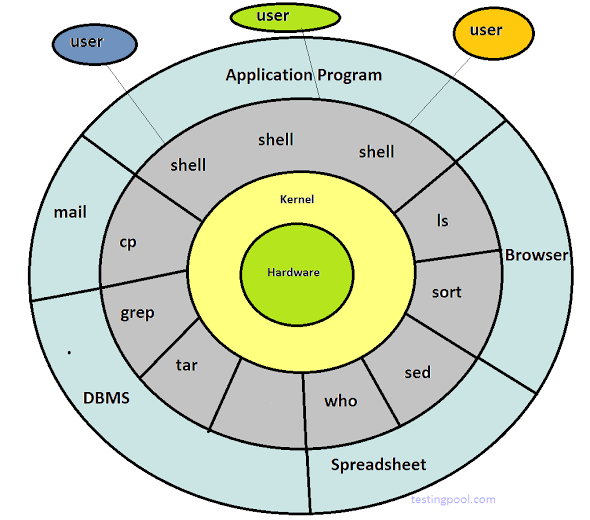 user
user
user
Application Program
shell
shell
shell
Kernel
Hardware
mail
cp
ls
Browser
grep
sort
tar
sed
who
DBMS
Spreadsheet
testingpool.com